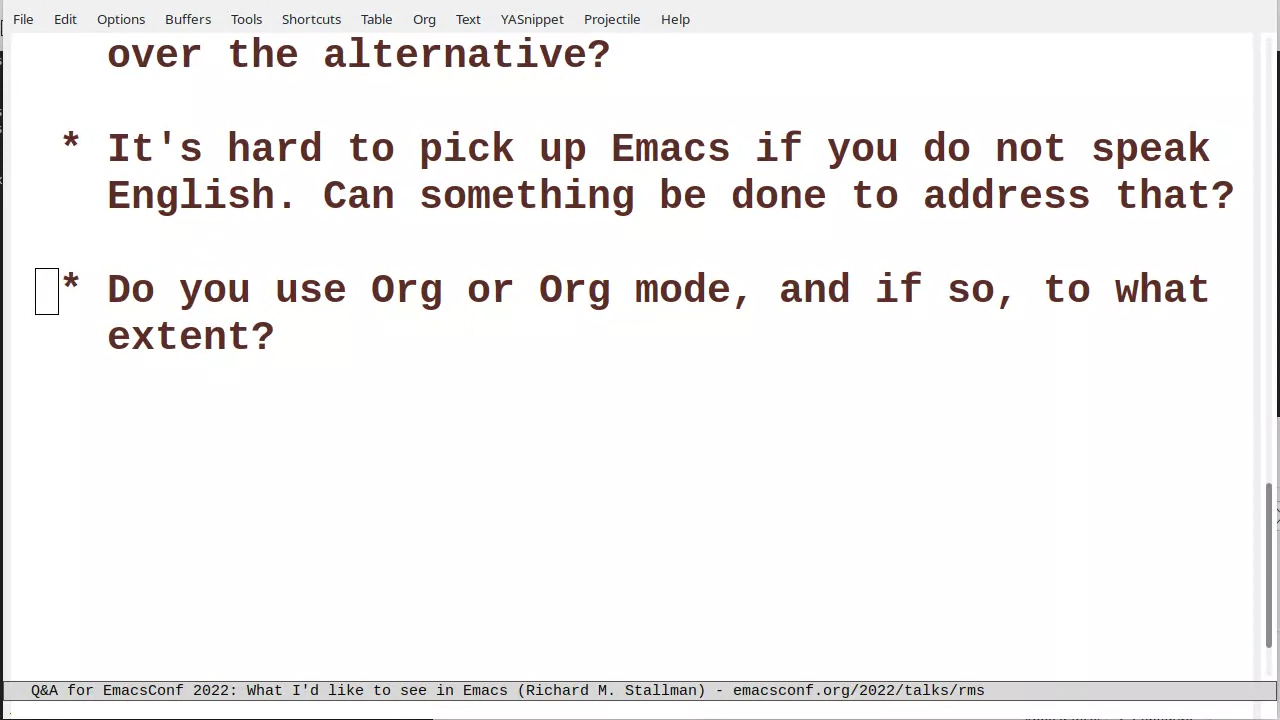 File Edit Options Buffers Tools Shortcuts Table Org Text YASnippet Projectile Help
over the alternative?
* It's hard to pick up Emacs if you do not speak
English. Can something be done to address that?
* Do you use Org or Org mode, and if so, to what
extent?
Q&A for EmacsConf 2022: What I'd like to see in Emacs (Richard M. Stallman) - emacsconf.org/2022/talks/rms